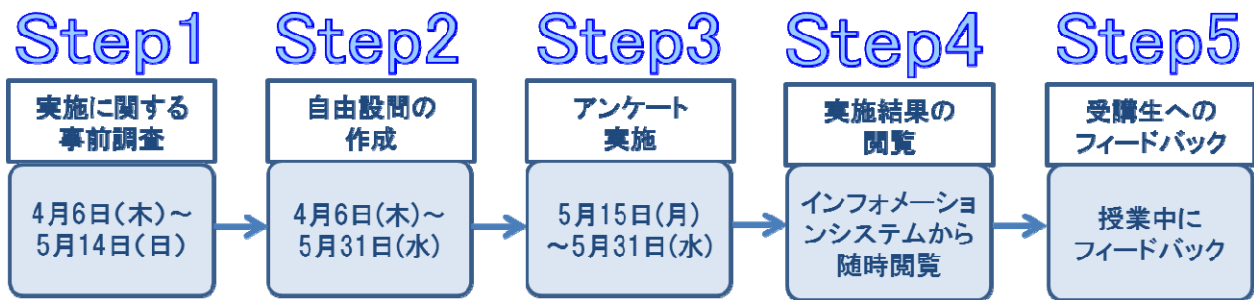 Step1
実施に関する
事前調査
4月6日(木)～
5月14日(日)
Step2
自由設問の
作成
4月6日(木)～
5月31日(水)
Step3
アンケート
実施
5月15日(月)
～5月31日(水)
Step4
実施結果の
閲覧
インフォメーショ
ンシステムから
随時閲覧
Step5
受講生への
フィードバック
授業中に
フィードバック